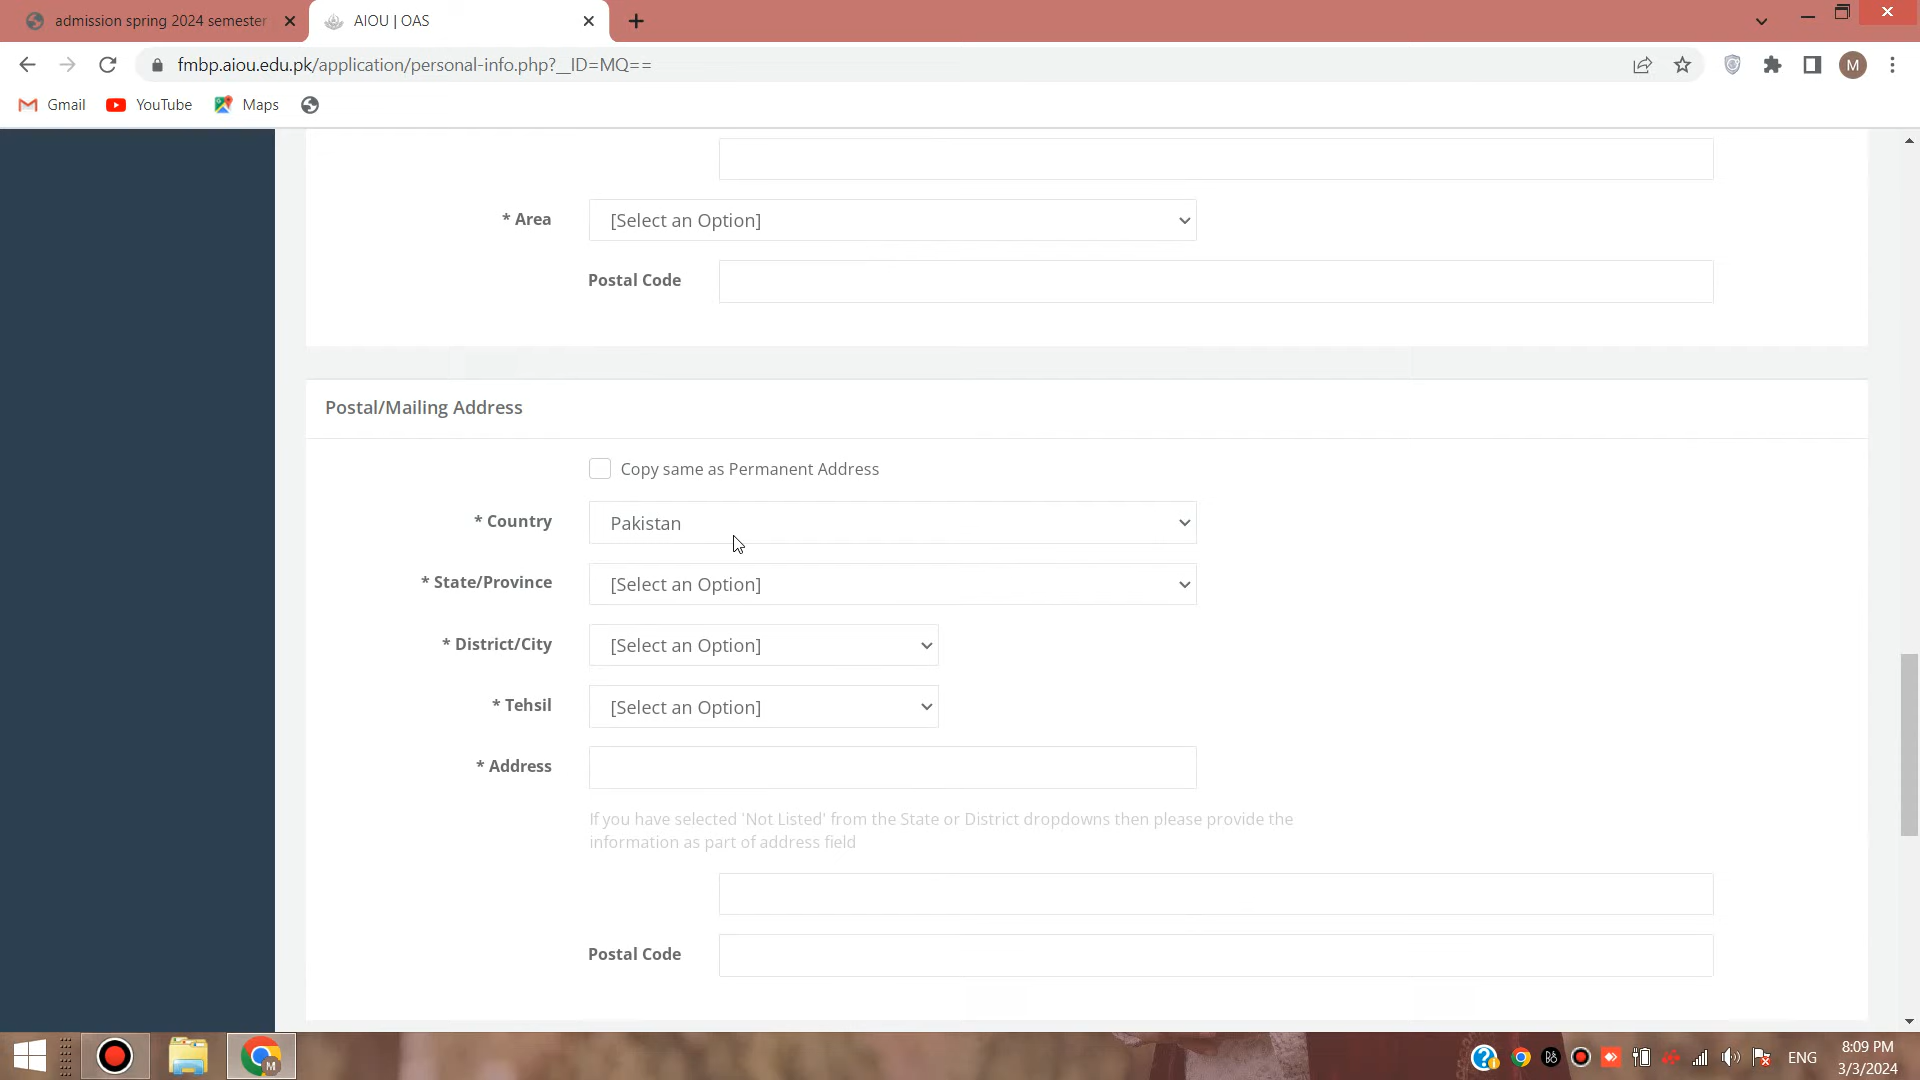 admission spring 2024 semester
AIOU | OAS
fmbp.aiou.edu.pk/application/personal-info.php?__ID=MQ==
M
Gmail
YouTube
Maps
* Area
[Select an Option]
Postal Code
Postal/Mailing Address
Copy same as Permanent Address
* Country
Pakistan
* State/Province
[Select an Option]
* District/City
[Select an Option]
* Tehsil
[Select an Option]
* Address
If you have selected 'Not Listed' from the State or District dropdowns then please provide the
information as part of address field
Postal Code
M
ENG
8:09 PM
3/3/2024